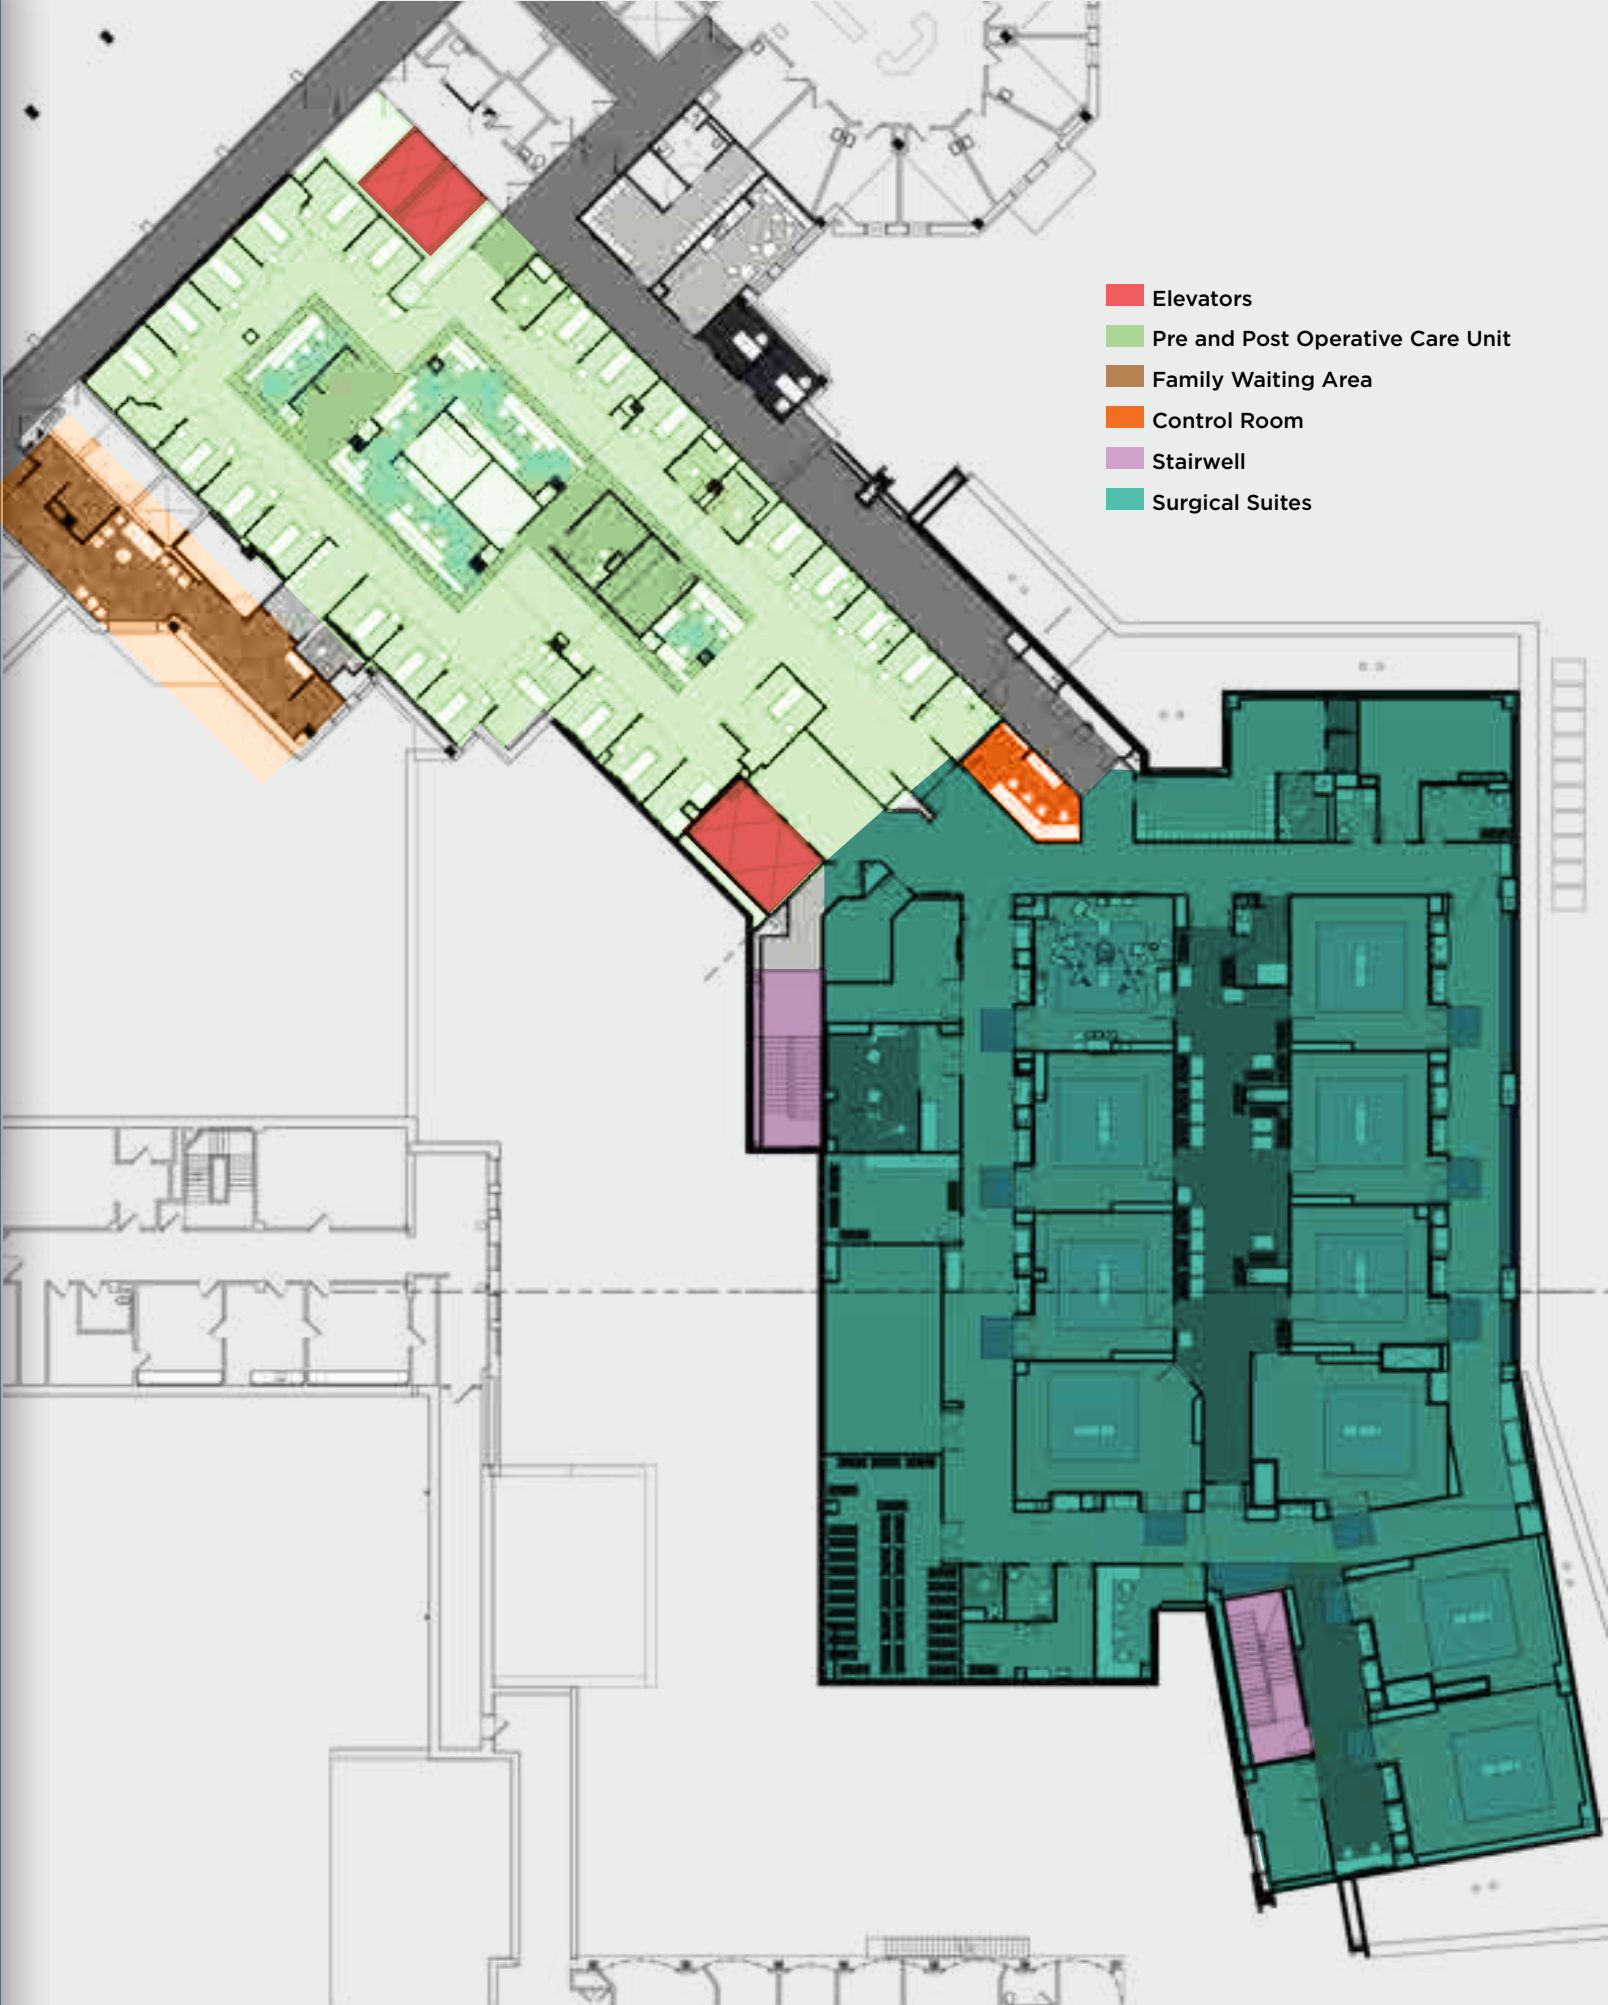 Elevators
Pre and Post Operative Care Unit
Family Waiting Area
Control Room
Stairwell
Surgical Suites